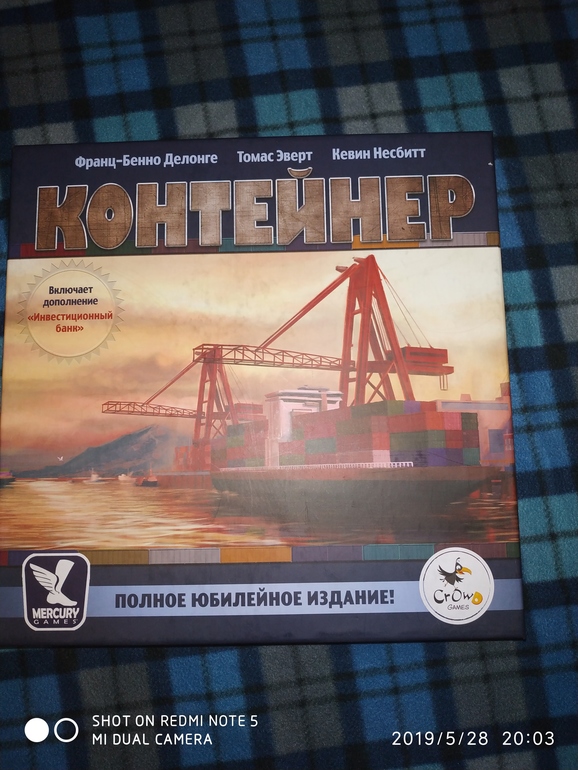 Франц-Бенно Делонге Томас Эверт Кевин Несбитт
КОНТЕЙНЕР
Включает
дополнение
«Инвестиционный
банк»
MERCURY
GAMES
ПОЛНОЕ ЮБИЛЕЙНОЕ ИЗДАНИЕ!
CrOwD
GAMES
SHOT ON REDMI NOTE 5
MI DUAL CAMERA
2019/5/28 20:03